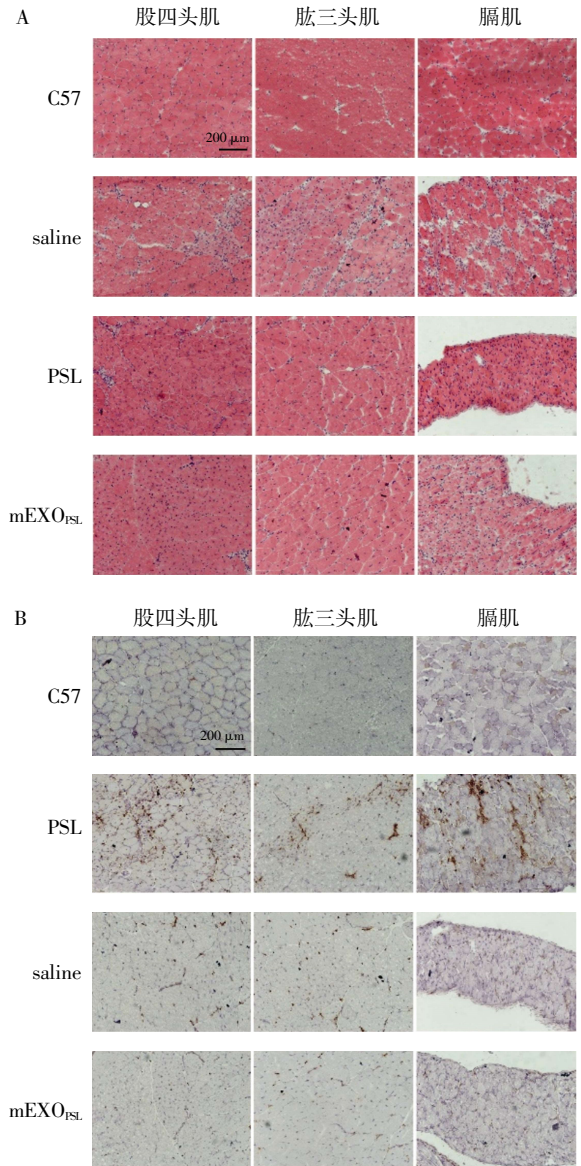 A
股四头肌 肱三头肌 膈肌
C57
200 μm
saline
PSL
mEXOPSL
B
股四头肌 肱三头肌 膈肌
C57
200 μm
PSL
saline
mEXOPSL